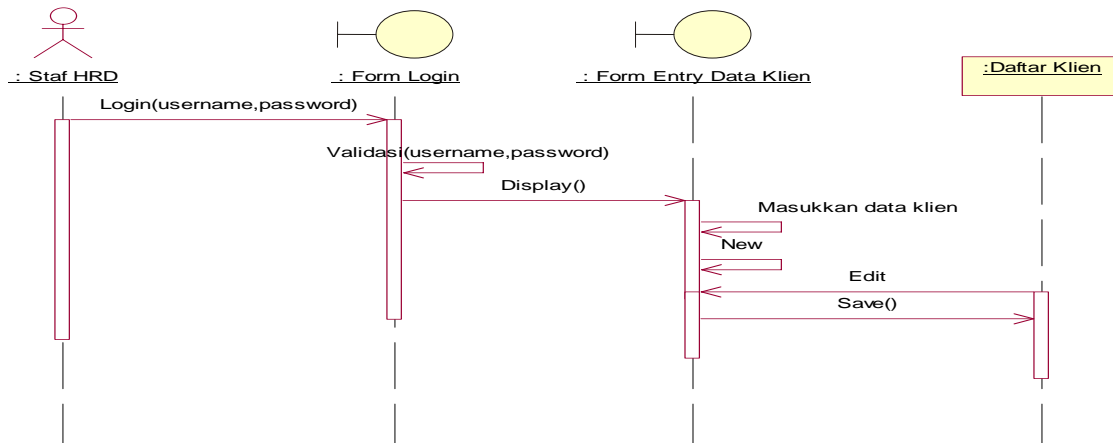 : Staf HRD
: Form Login
: Form Entry Data Klien
:Daftar Klien
Login(username,password)
Validasi(username,password)
Display()
Masukkan data klien
New
Edit
Save()